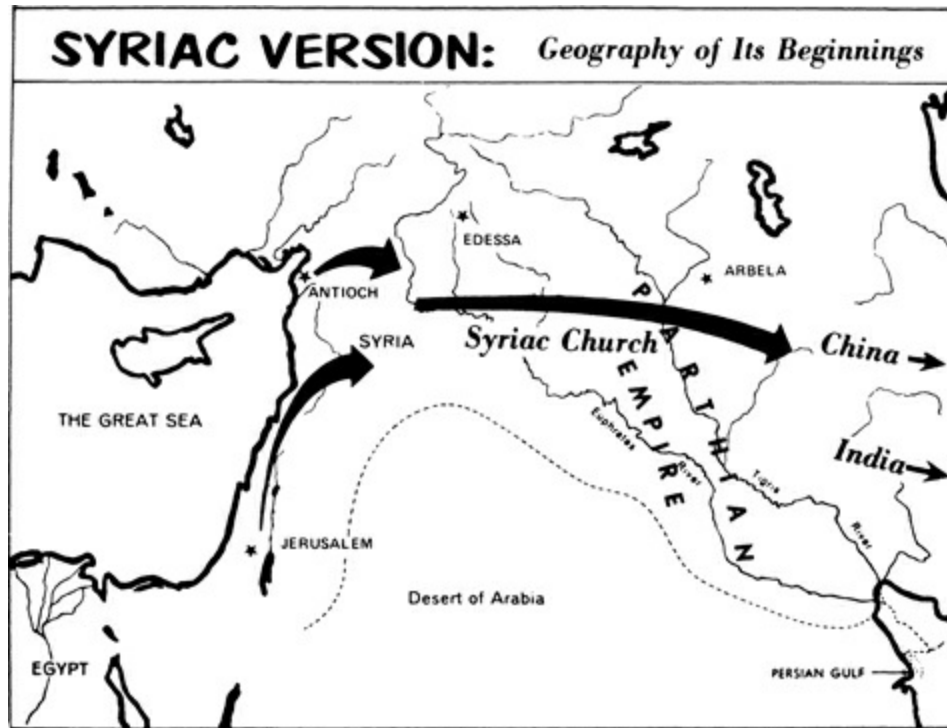 SYRIAC VERSION: Geography of Its Beginnings
EDESSA
ANTIOCH
ARBELA
SYRIA
Syriac Church
China
THE GREAT SEA
PARTHIAN
EMPIRE
Euphrates
River
India
Tigris
River
JERUSALEM
Desert of Arabia
EGYPT
PERSIAN GULF